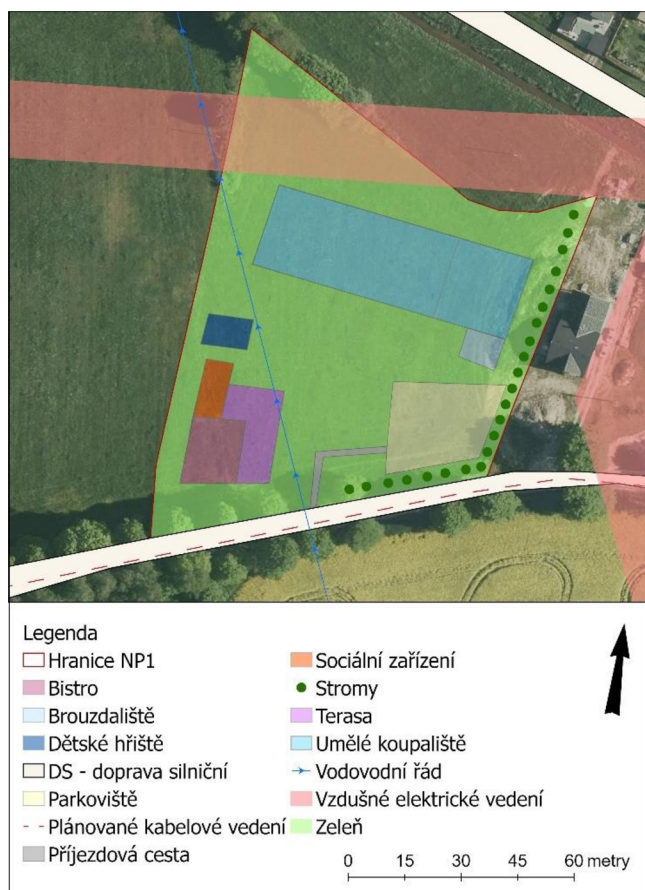 Legenda
Hranice NP1
Bistro
Brouzdaliště
Dětské hřiště
DS - doprava silniční
Parkoviště
Plánované kabelové vedení
Příjezdová cesta
Sociální zařízení
Stromy
Terasa
Umělé koupaliště
Vodovodní řád
Vzdušné elektrické vedení
Zeleň
0 15 30 45 60 metry